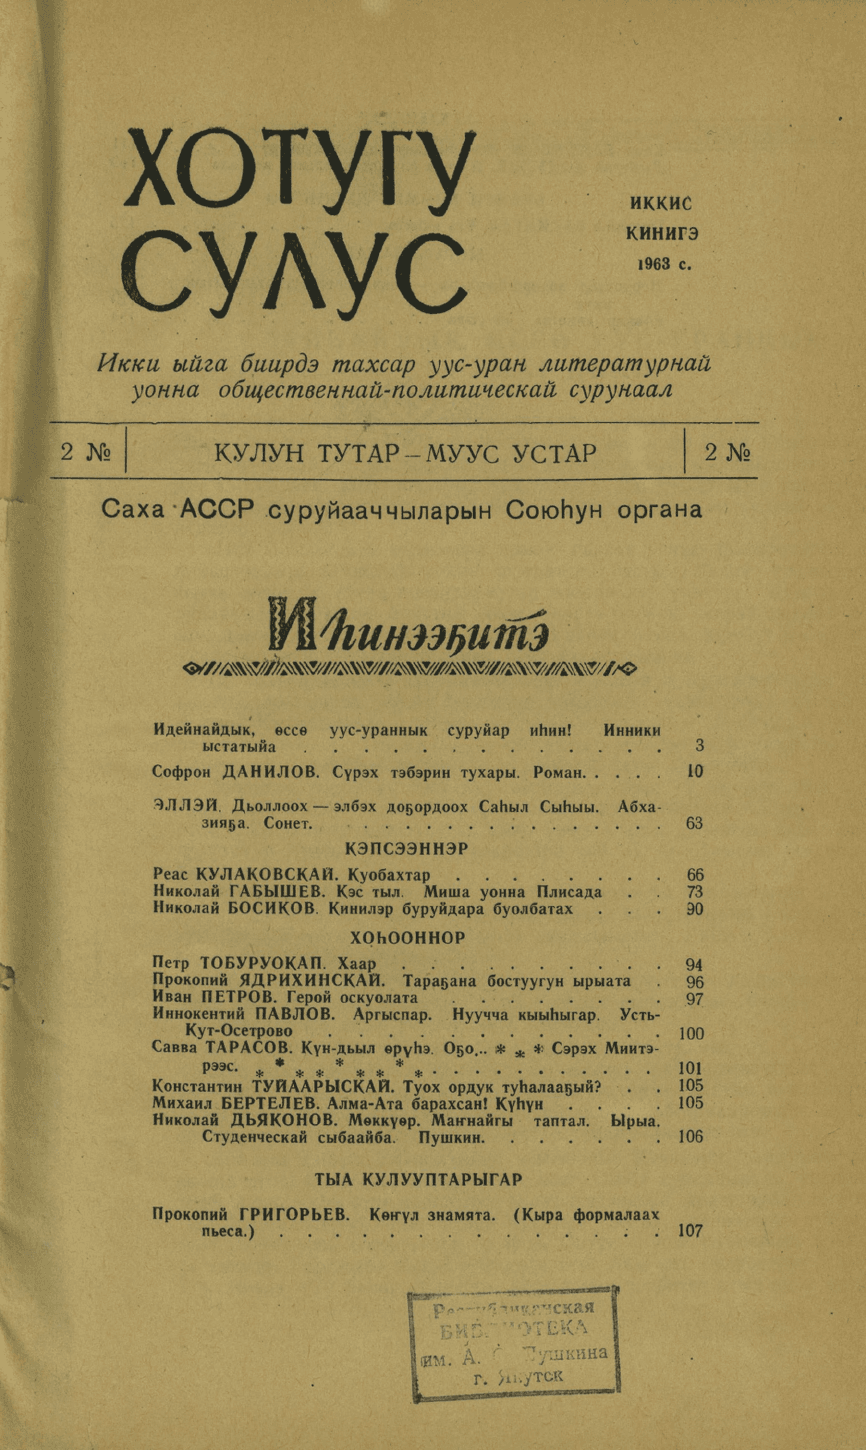 ХОТУГУ
СУЛУС
ИККИС
КИНИГЭ
1963 с.
Икки ыйга биирдэ тахсар уус-уран литературнай
уонна общественнай-политическай сурунаал
2 № КУЛУН ТУТАР – МУУС УСТАР 2 №
Саха АССР суруйааччыларын Союһун органа
Иһинээҕитэ
Идейнайдык, өссө уус-ураннык суруйар иһин! Инники
ыстатыйа . . . . . . . . . . . . . . 3
Софрон ДАНИЛОВ. Сүрэх тэбэрин тухары. Роман. . . . . 10
ЭЛЛЭЙ. Дьоллоох — элбэх доҕордоох Саһыл Сыһыы. Абха-
зияҕа. Сонет. . . . . . . . . . . . . . . 63
КЭПСЭЭННЭР
Реас КУЛАКОВСКАЙ. Куобахтар . . . . . . . . 66
Николай ГАБЫШЕВ. Кэс тыл. Миша уонна Плисада . . 73
Николай БОСИКОВ. Кинилэр буруйдара буолбатах . . . 90
ХОҺООННОР
Петр ТОБУРУОКАП. Хаар . . . . . . . . . . 94
Прокопий ЯДРИХИНСКАЙ. Тараҕана бостуугун ырыата . 96
Иван ПЕТРОВ. Герой оскуолата . . . . . . . . 97
Иннокентий ПАВЛОВ. Аргыспар. Нуучча кыыһыгар. Усть-
Кут-Осетрово . . . . . . . . . . . . . 100
Савва ТАРАСОВ. Күн-дьыл өрүһэ. Оҕо... * * * Сэрэх Миитэ-
рээс. * * * * * * * * * . . . . . . . . . 101
Константин ТУЙААРЫСКАЙ. Туох ордук туһалааҕый? . . 105
Михаил БЕРТЕЛЕВ. Алма-Ата барахсан! Күһүн . . . . 105
Николай ДЬЯКОНОВ. Мөккүөр. Маҥнайгы таптал. Ырыа.
Студенческай сыбаайба. Пушкин. . . . . . . . 106
ТЫА КУЛУУПТАРЫГАР
Прокопий ГРИГОРЬЕВ. Көҥүл знамята. (Кыра формалаах
пьеса.) . . . . . . . . . . . . . . . 107
БИБЛИОТЕКА
им. А. С. Пушкина
г. Якутск